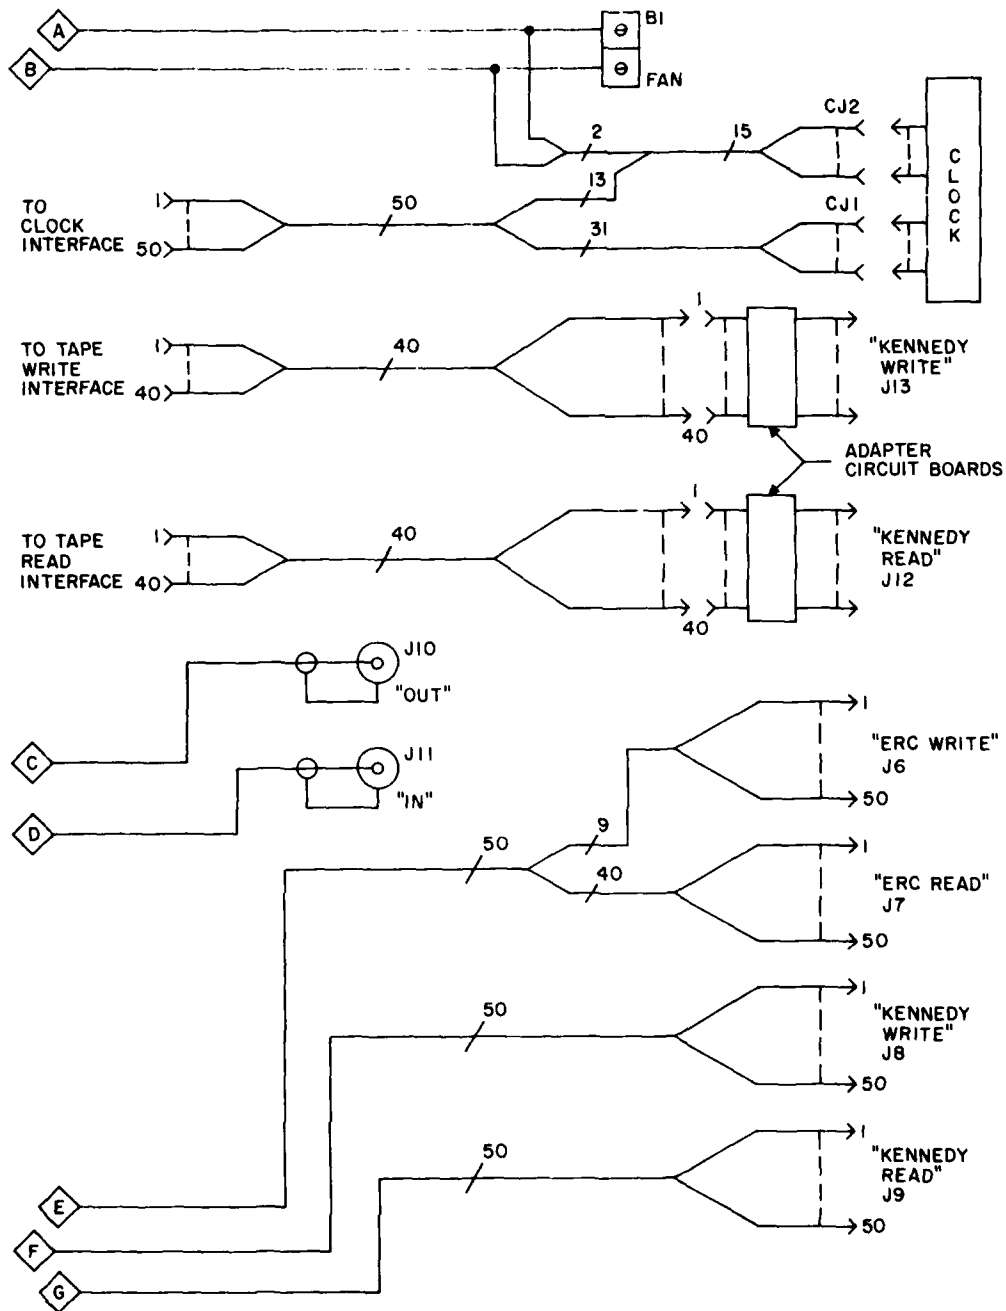 A
B1
B
FAN
CJ2
2
15
CLOCK
13
TO
CLOCK
INTERFACE
1
50
50
31
CJ1
TO TAPE
WRITE
INTERFACE
1
40
40
1
40
"KENNEDY
WRITE"
J13
ADAPTER
CIRCUIT BOARDS
TO TAPE
READ
INTERFACE
1
40
40
1
40
"KENNEDY
READ"
J12
J10
"OUT"
C
J11
"IN"
D
50
9
40
1
"ERC WRITE"
J6
50
1
"ERC READ"
J7
50
50
1
"KENNEDY
WRITE"
J8
50
50
1
"KENNEDY
READ"
J9
50
E
F
G